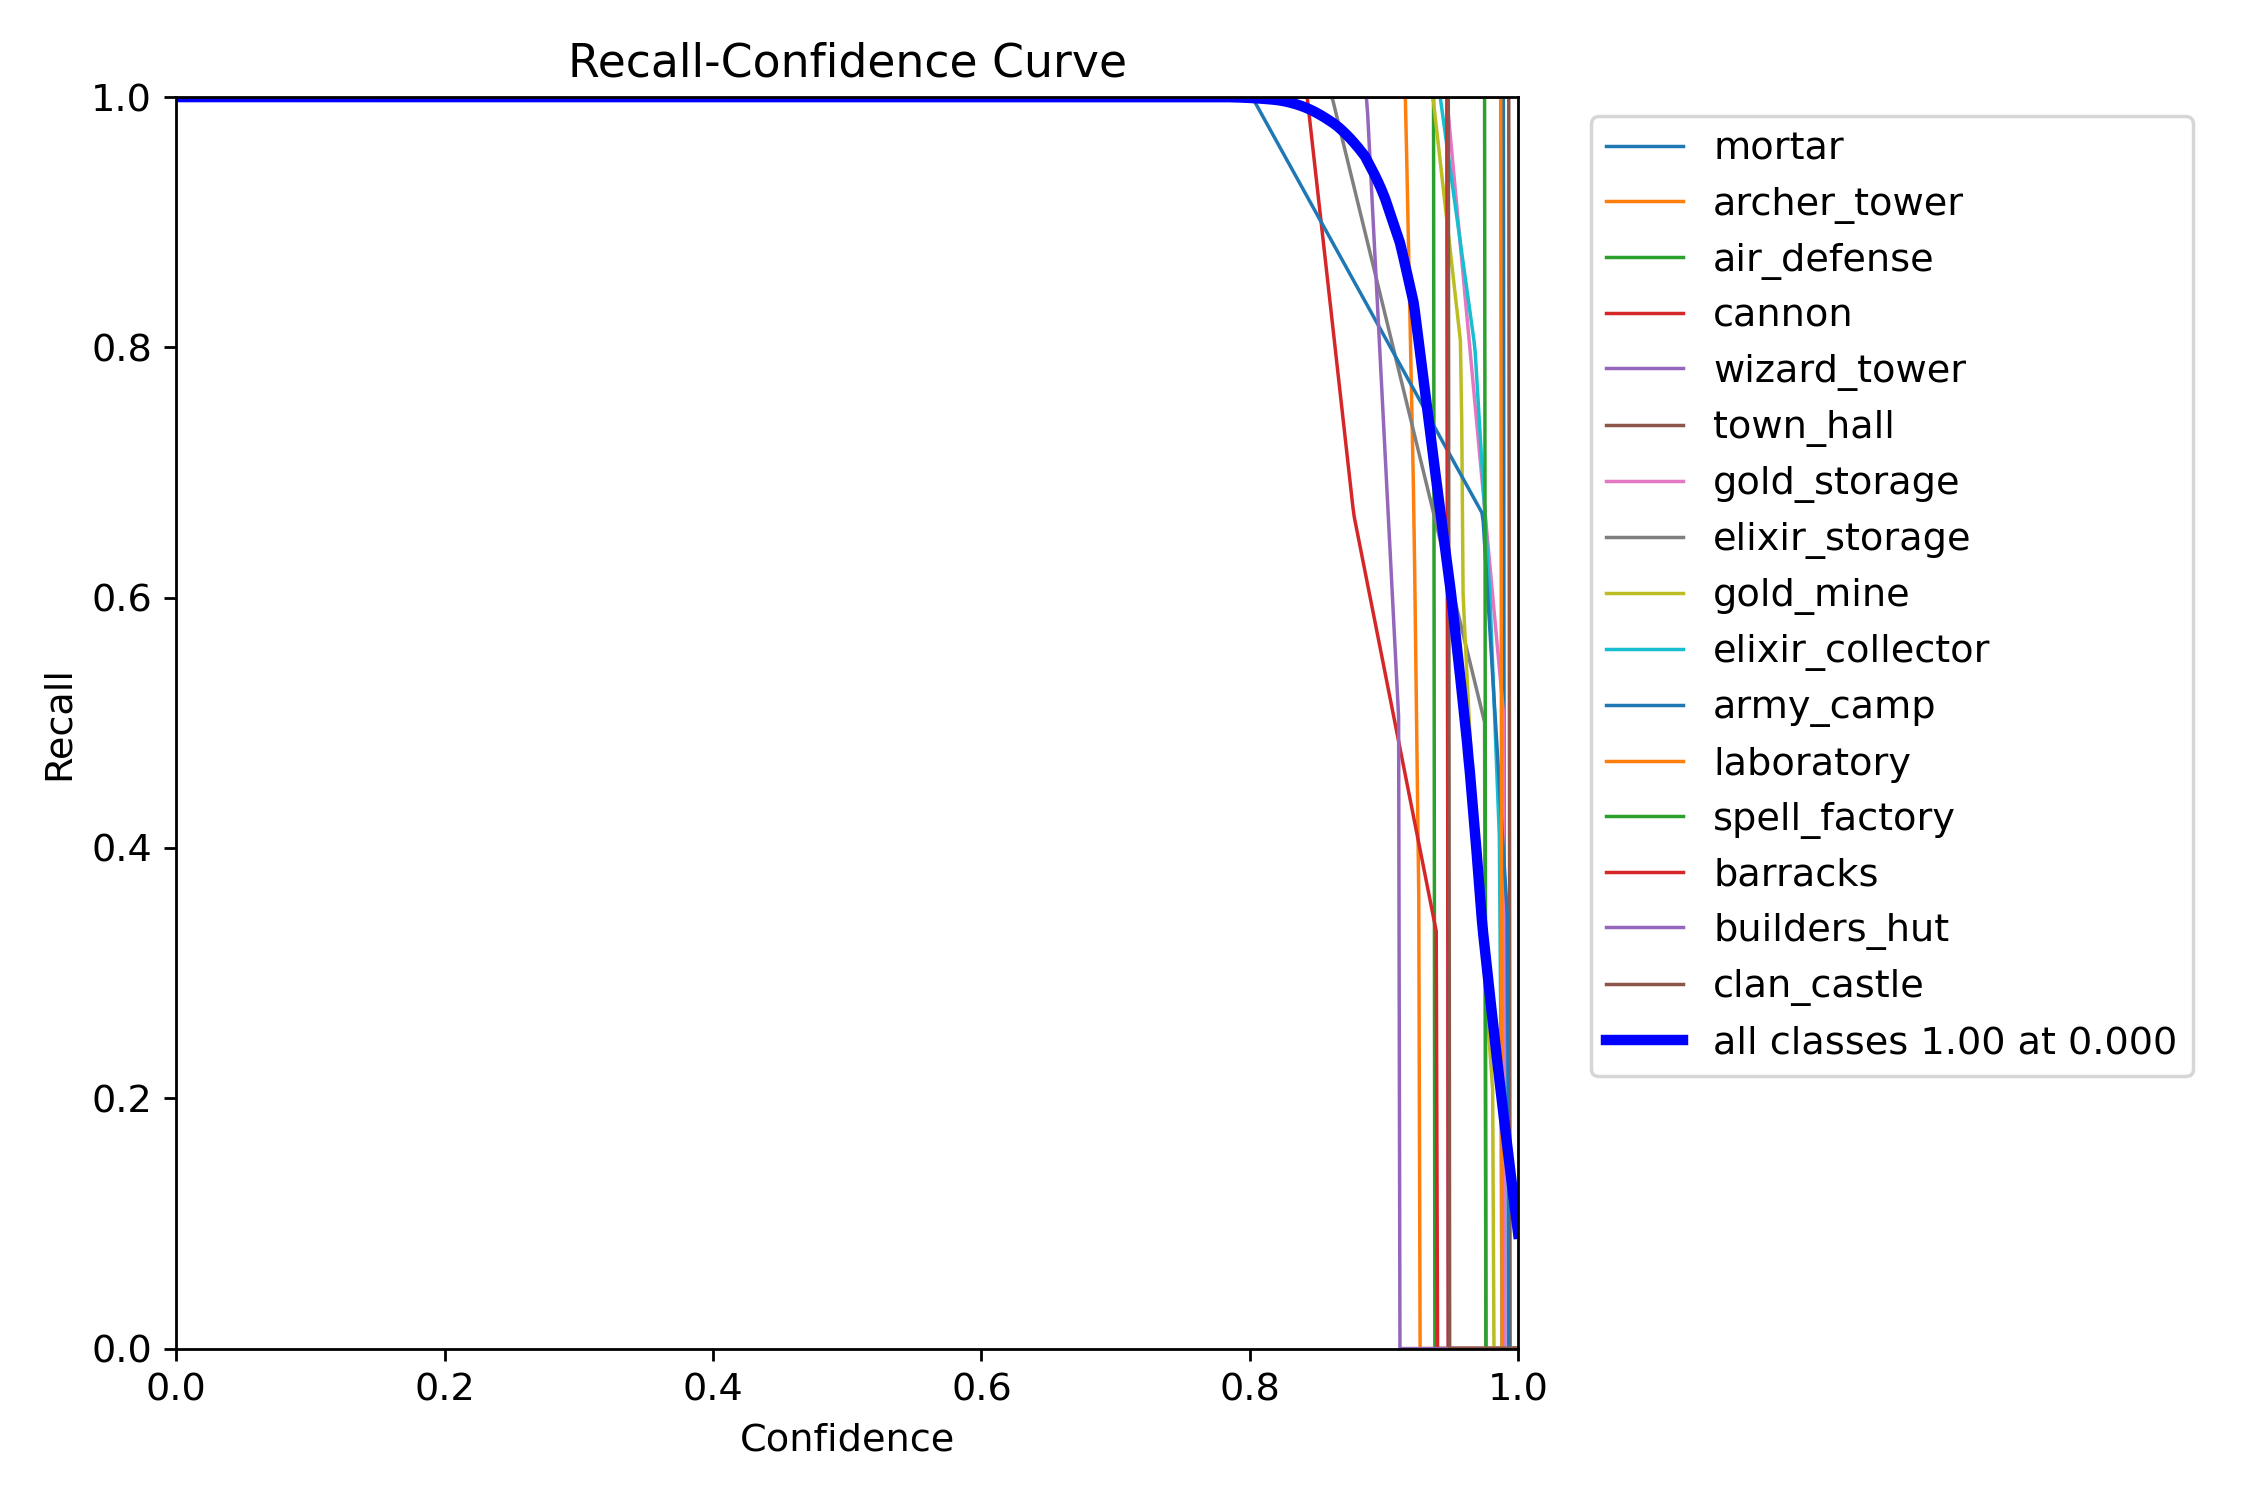 Recall-Confidence Curve
1.0
0.8
0.6
0.4
0.2
0.0
Recall
0.0 0.2 0.4 0.6 0.8 1.0
Confidence
mortar
archer_tower
air_defense
cannon
wizard_tower
town_hall
gold_storage
elixir_storage
gold_mine
elixir_collector
army_camp
laboratory
spell_factory
barracks
builders_hut
clan_castle
all classes 1.00 at 0.000